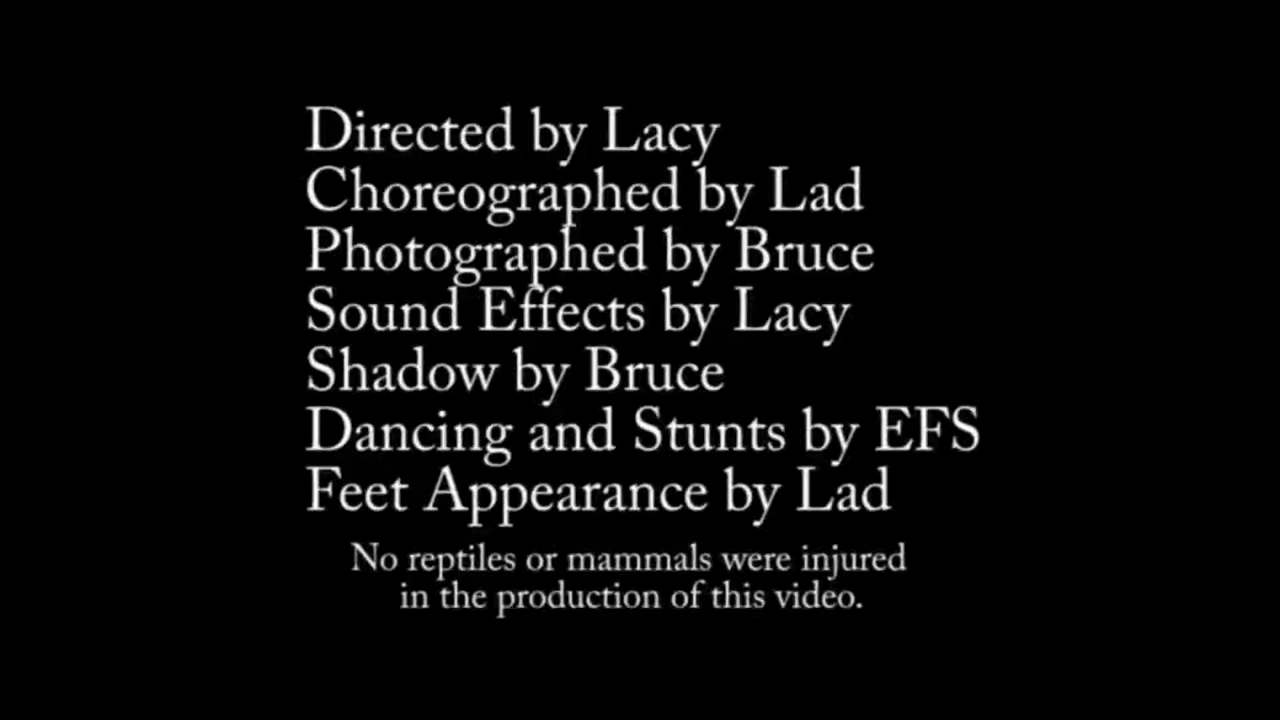 Directed by Lacy
Choreographed by Lad
Photographed by Bruce
Sound Effects by Lacy
Shadow by Bruce
Dancing and Stunts by EFS
Feet Appearance by Lad
No reptiles or mammals were injured
in the production of this video.